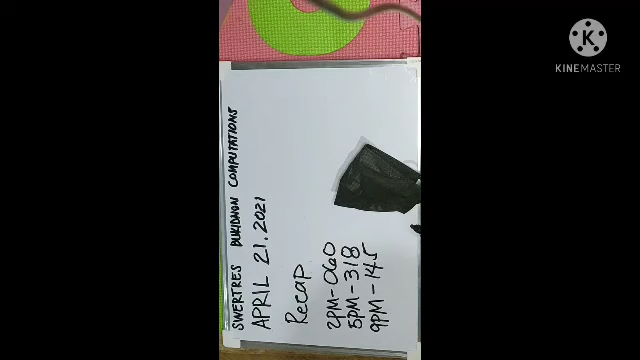 SWERTRES BUKIDNON COMPUTATIONS
APRIL 21. 2021
Recap
2PM-060
5PM-318
9PM-145
K
KINEMASTER